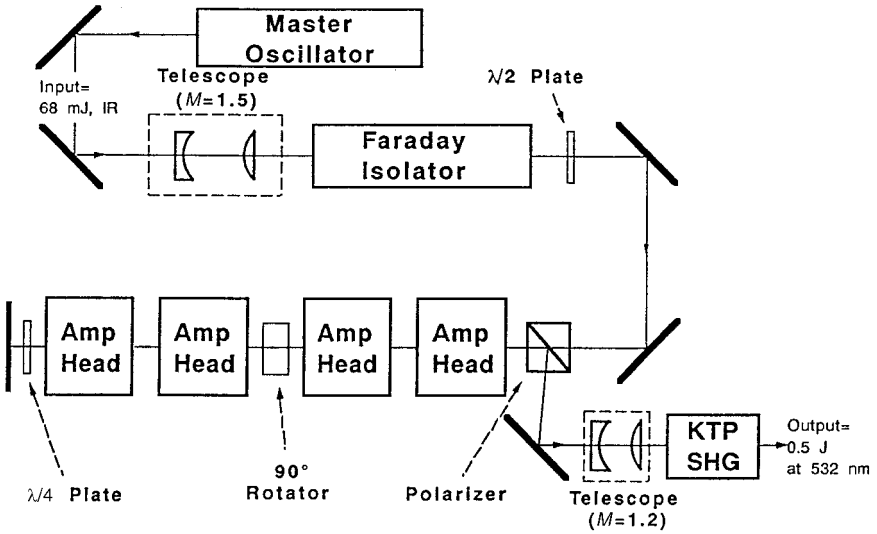 Master
Oscillator
Telescope
(M=1.5)
Input=
68 mJ, IR
λ/2 Plate
Faraday
Isolator
Amp
Head
Amp
Head
Amp
Head
Amp
Head
λ/4 Plate
90°
Rotator
Polarizer
KTP
SHG
Output=
0.5 J
at 532 nm
Telescope
(M=1.2)